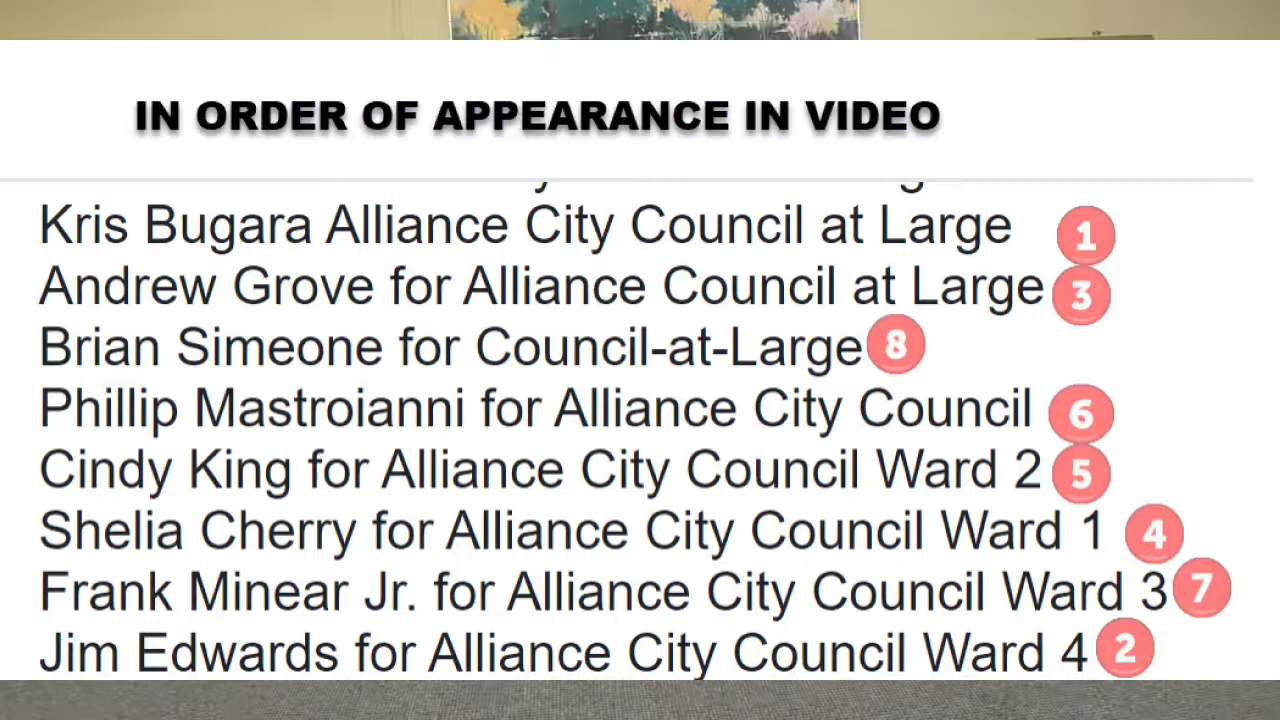 IN ORDER OF APPEARANCE IN VIDEO
Kris Bugara Alliance City Council at Large 1
Andrew Grove for Alliance Council at Large 3
Brian Simeone for Council-at-Large 8
Phillip Mastroianni for Alliance City Council 6
Cindy King for Alliance City Council Ward 2 5
Shelia Cherry for Alliance City Council Ward 1 4
Frank Minear Jr. for Alliance City Council Ward 3 7
Jim Edwards for Alliance City Council Ward 4 2